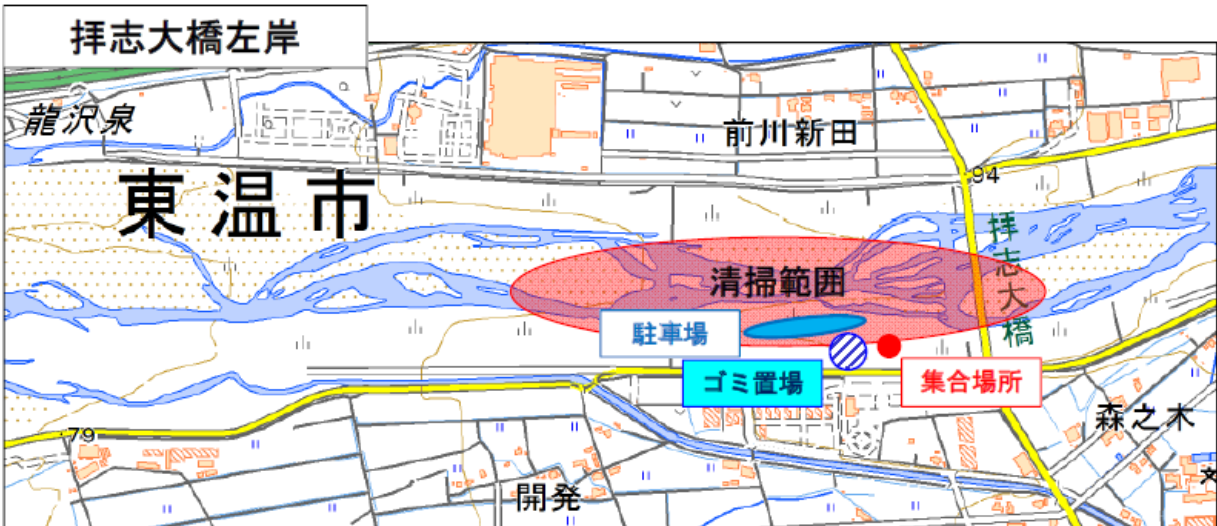 拝志大橋左岸
龍沢泉
前川新田
94
東温市
拝志大橋
清掃範囲
駐車場
ゴミ置場
集合場所
79
森之木
開発
文